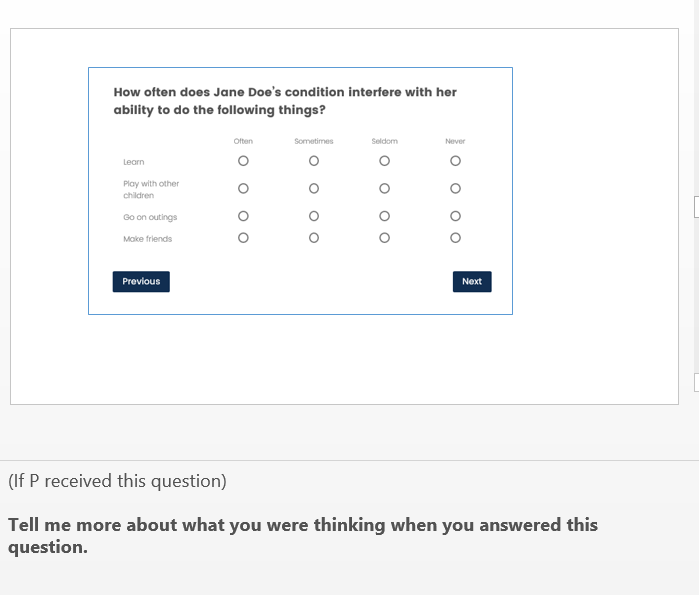 How often does Jane Doe's condition interfere with her
ability to do the following things?
Often Sometimes Seldom Never
Learn
Play with other
children
Go on outings
Make friends
Previous Next
(If P received this question)
Tell me more about what you were thinking when you answered this
question.